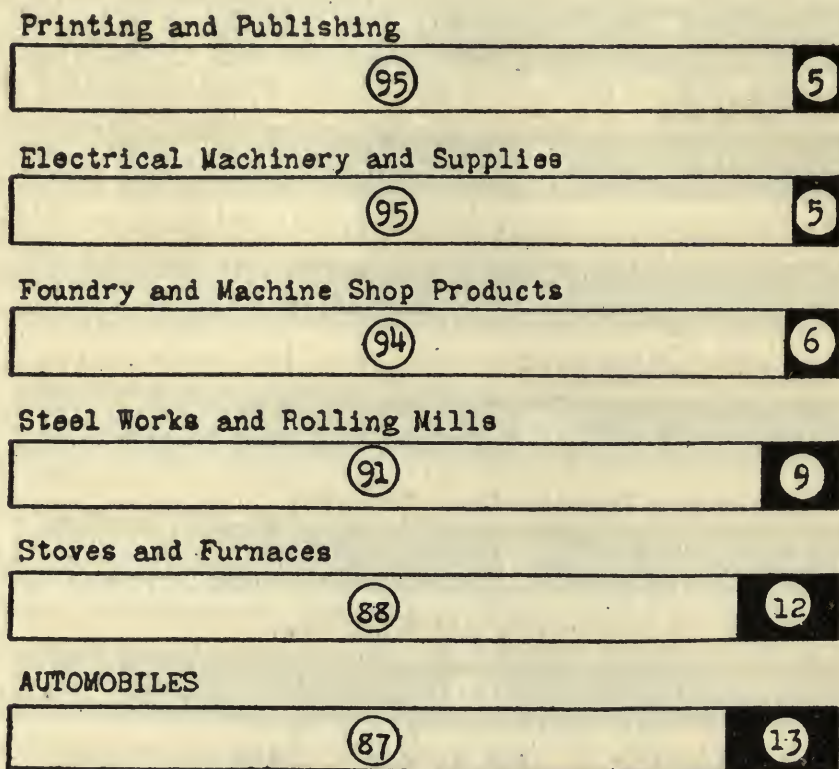 Printing and Publishing
95 5
Electrical Machinery and Supplies
95 5
Foundry and Machine Shop Products
94 6
Steel Works and Rolling Mills
91 9
Stoves and Furnaces
88 12
AUTOMOBILES
87 13